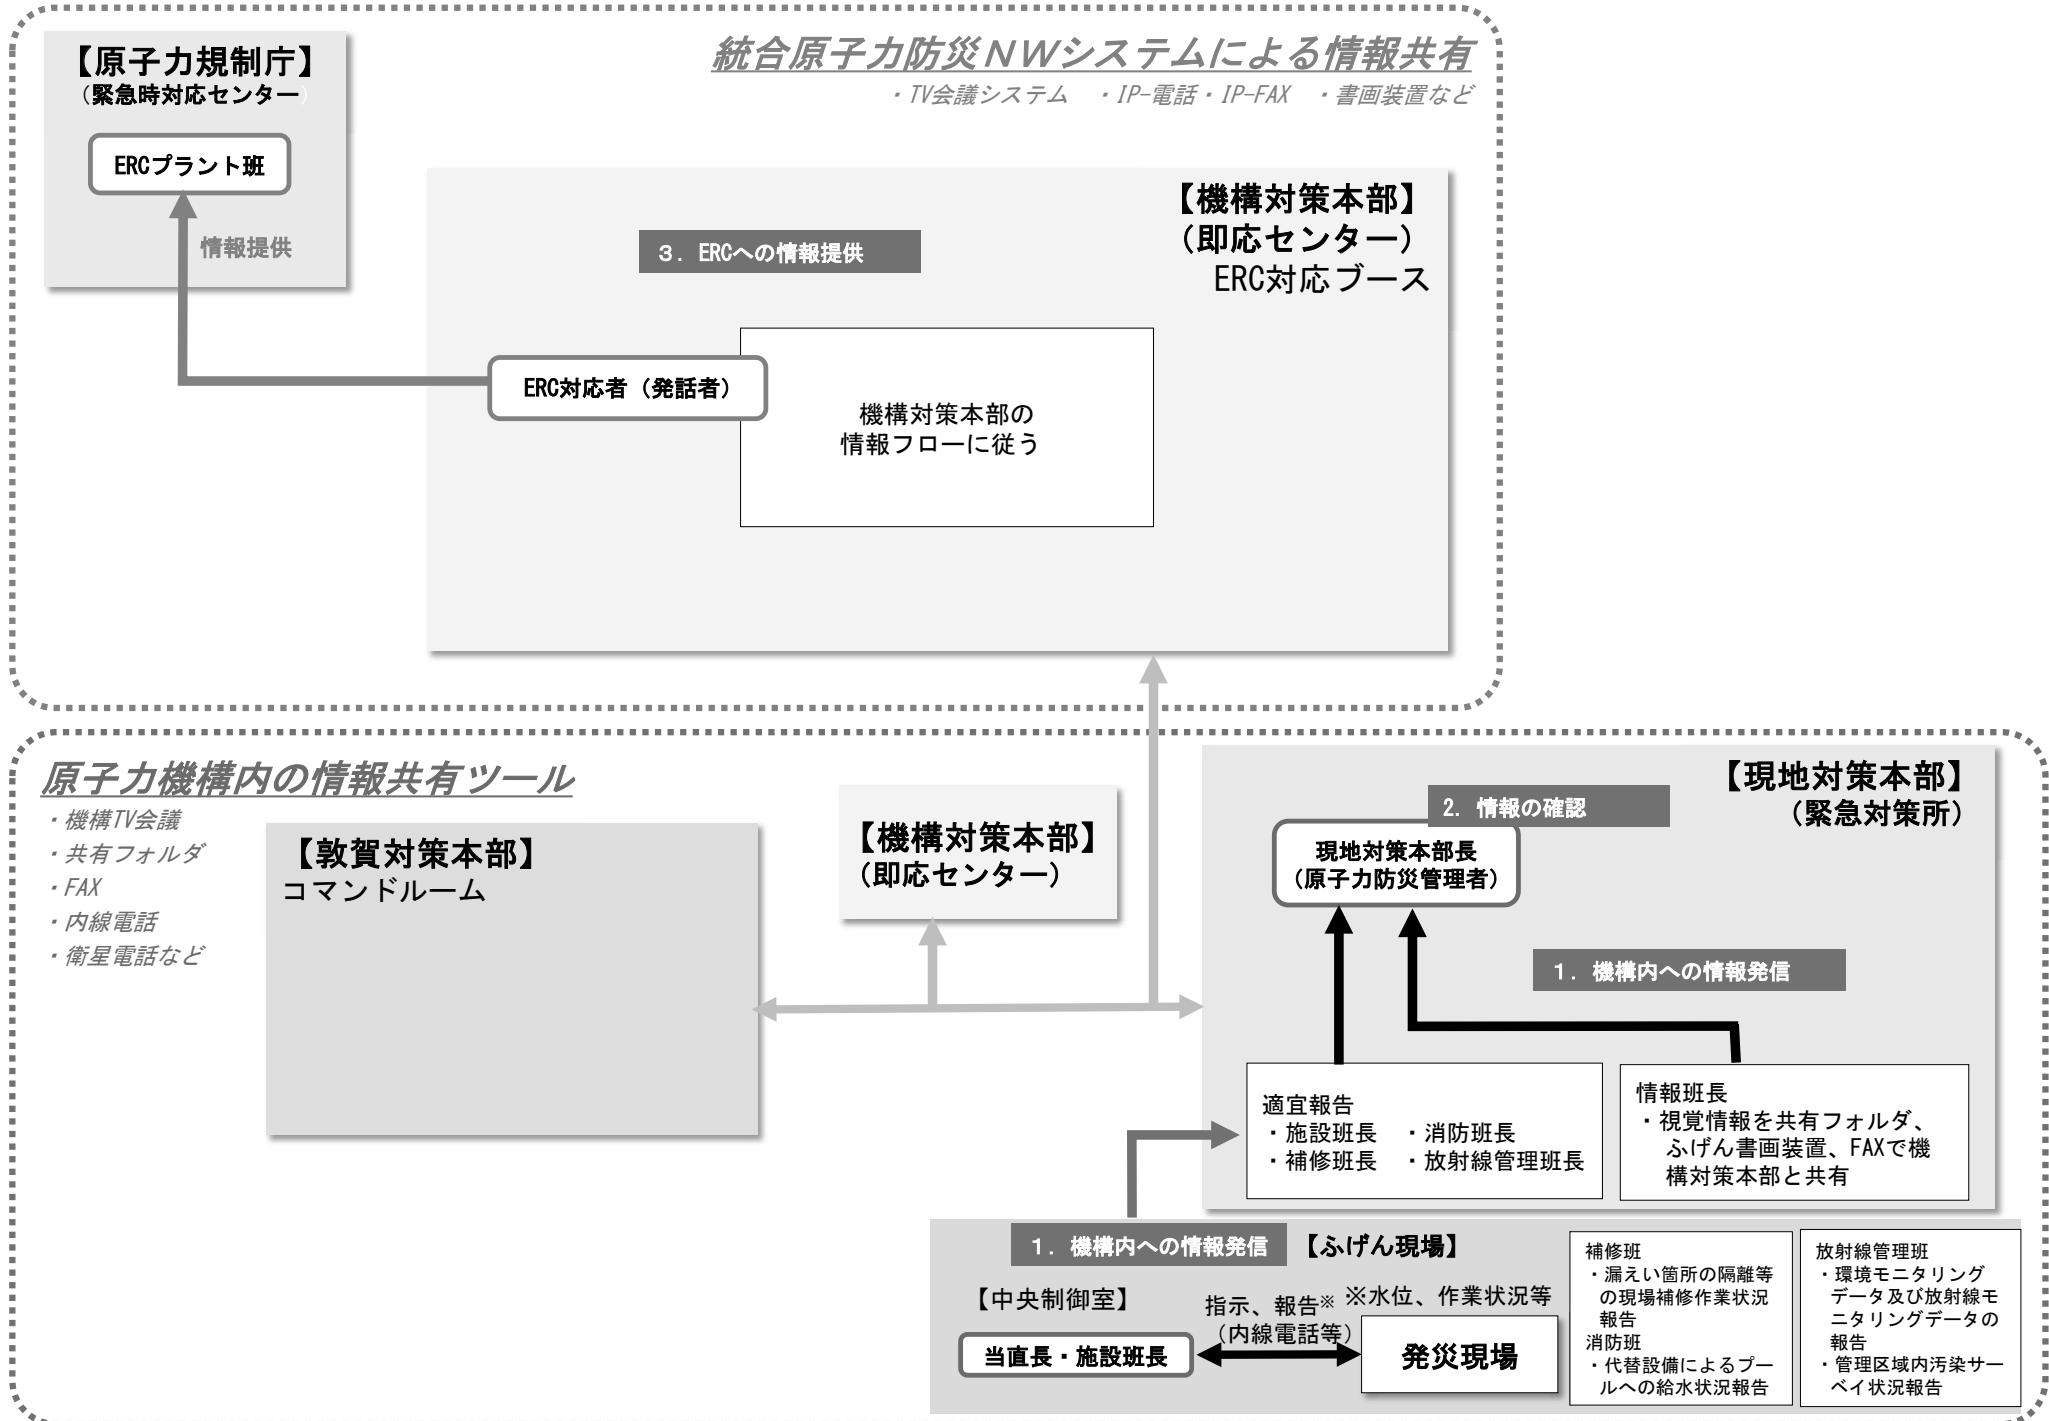 【原子力規制庁】
（緊急時対応センター）
ERCプラント班
情報提供
統合原子力防災NWシステムによる情報共有
・TV会議システム　・IP-電話・IP-FAX　・書画装置など
【機構対策本部】
（即応センター）
ERC対応ブース
３．ERCへの情報提供
ERC対応者（発話者）
機構対策本部の
情報フローに従う
原子力機構内の情報共有ツール
・機構TV会議
・共有フォルダ
・FAX
・内線電話
・衛星電話など
【敦賀対策本部】
コマンドルーム
【機構対策本部】
（即応センター）
【現地対策本部】
（緊急対策所）
2. 情報の確認
現地対策本部長
（原子力防災管理者）
１．機構内への情報発信
適宜報告
・施設班長　・消防班長
・補修班長　・放射線管理班長
情報班長
・視覚情報を共有フォルダ、
ふげん書画装置、FAXで機
構対策本部と共有
１．機構内への情報発信
【ふげん現場】
【中央制御室】
指示、報告※
（内線電話等）
※水位、作業状況等
当直長・施設班長
発災現場
補修班
・漏えい箇所の隔離等
の現場補修作業状況
報告
消防班
・代替設備によるプー
ルへの給水状況報告
放射線管理班
・環境モニタリング
データ及び放射線モ
ニタリングデータの
報告
・管理区域内汚染サー
ベイ状況報告